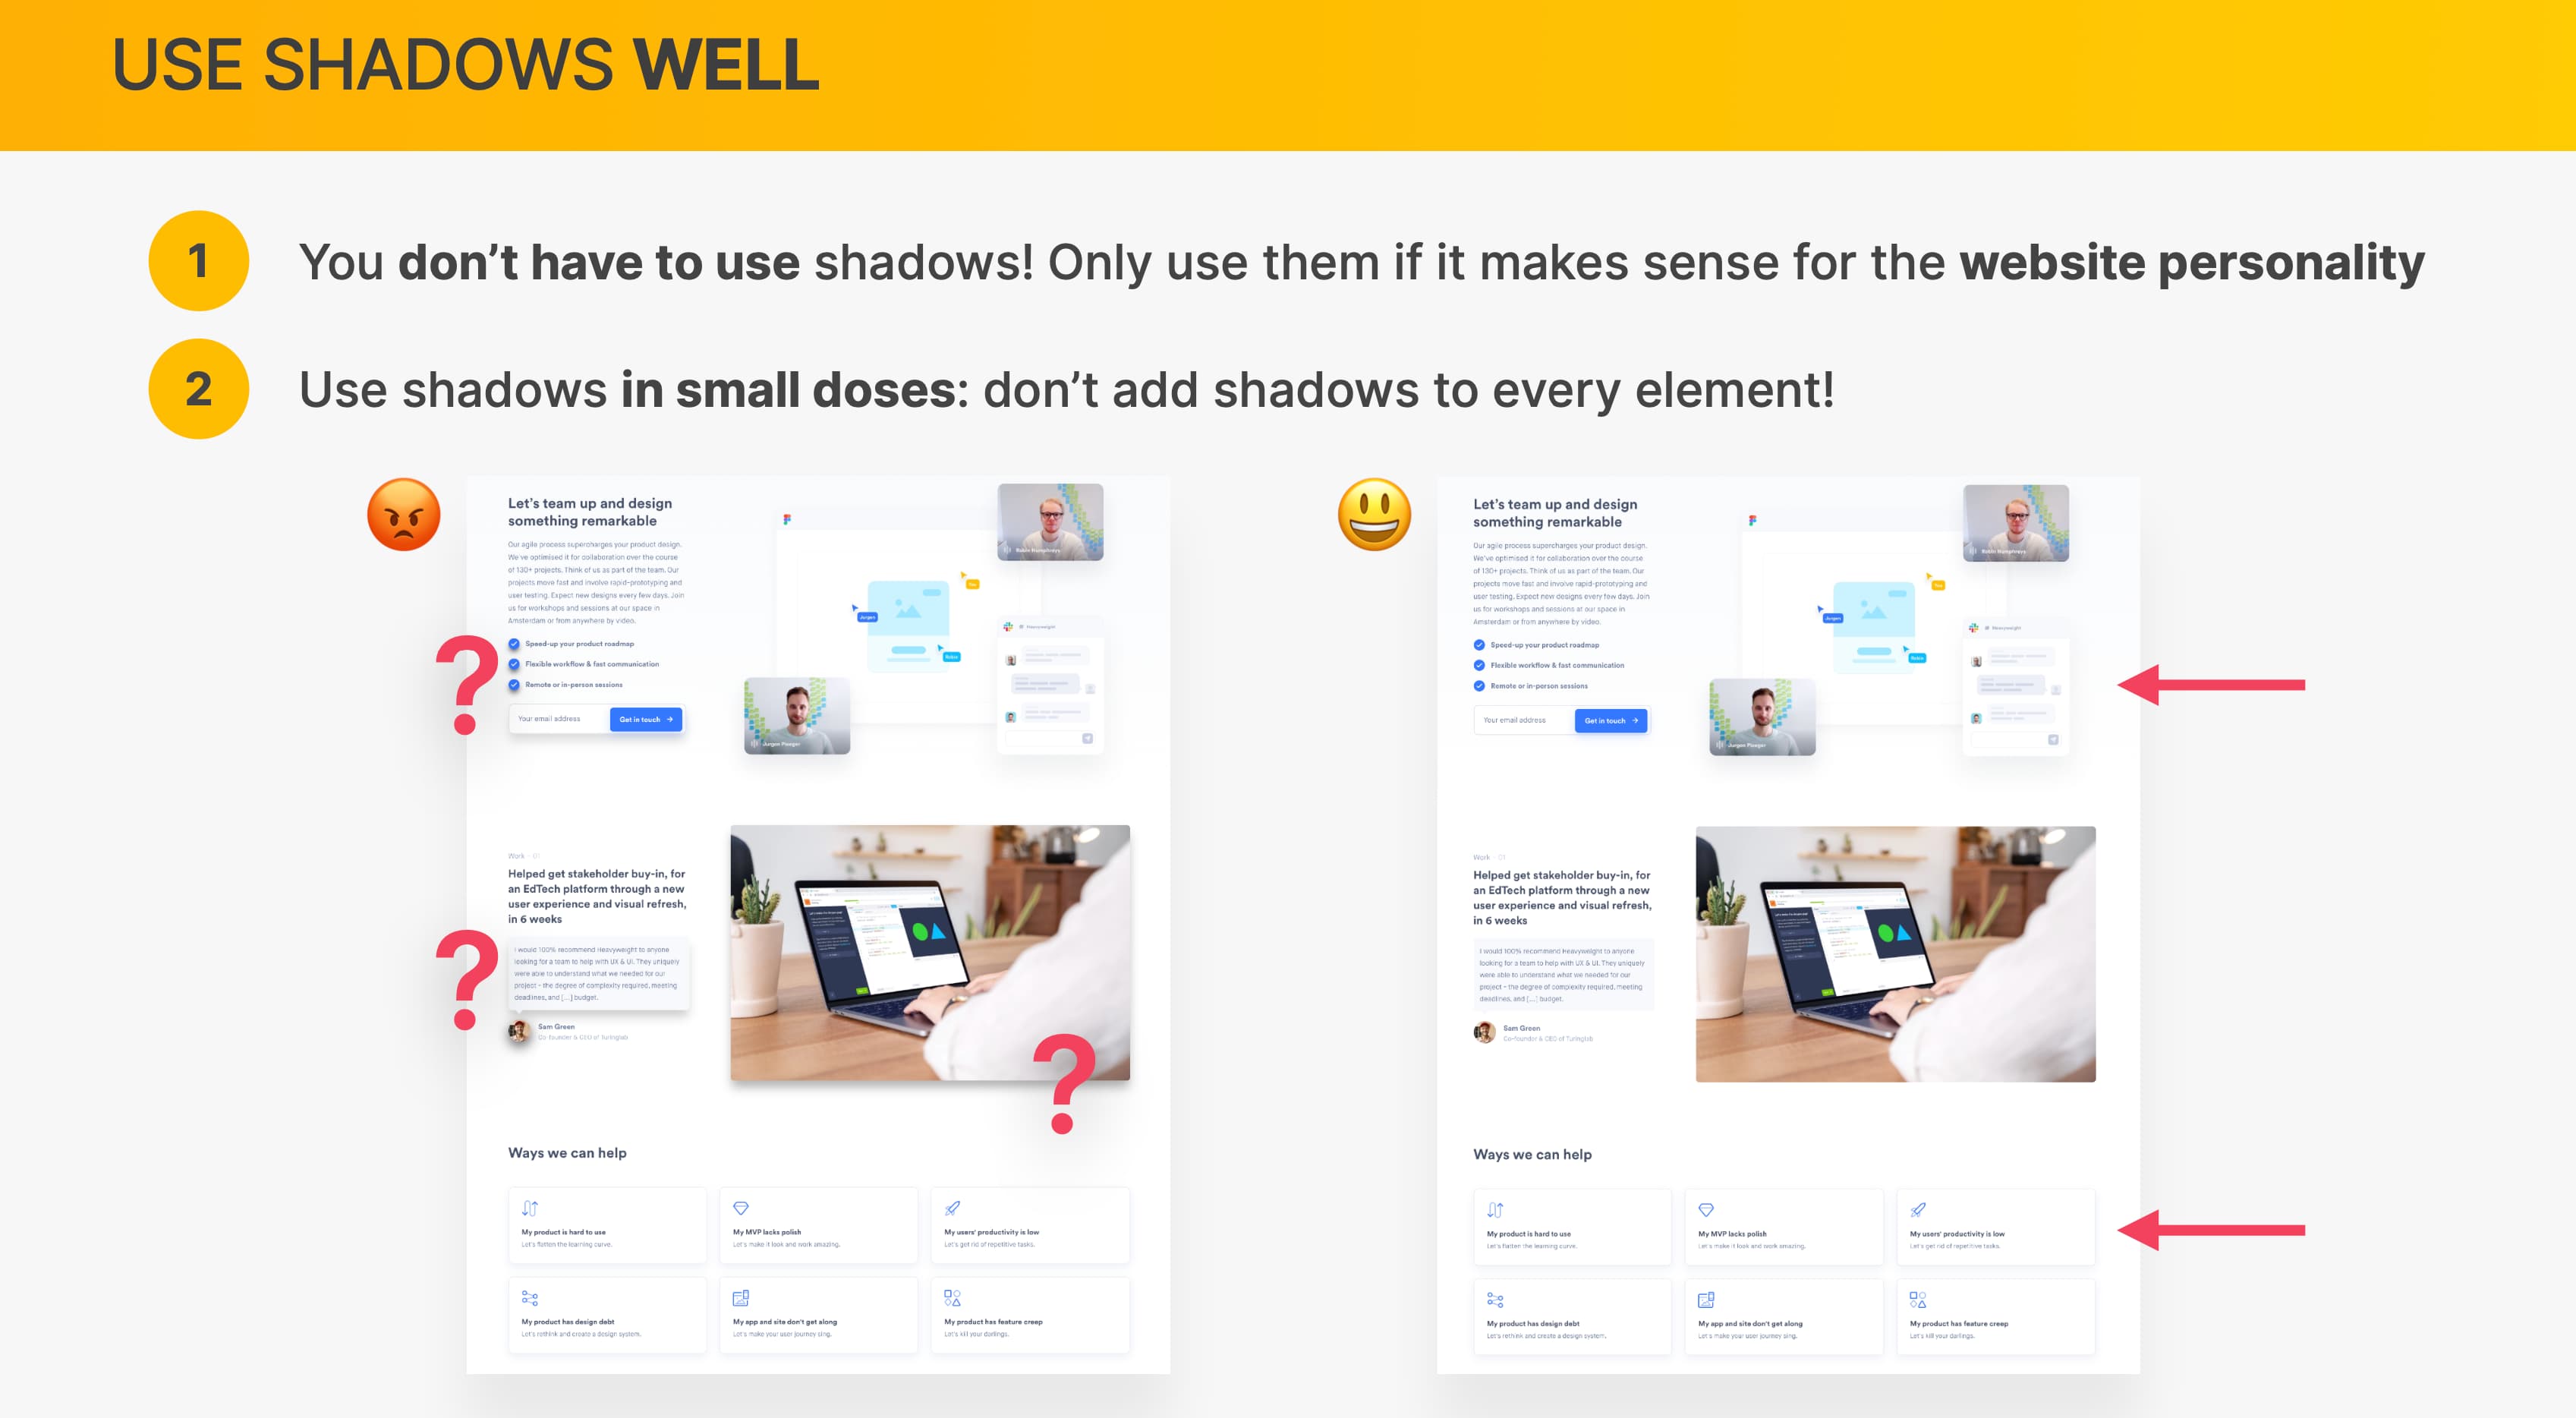 USE SHADOWS WELL
1
You don’t have to use shadows! Only use them if it makes sense for the website personality
2
Use shadows in small doses: don’t add shadows to every element!
Let’s team up and design
something remarkable
Our agile process supercharges your product design.
We’ve optimised it for collaboration over the course
of 130+ projects. Think of us as part of the team. Our
projects move fast and involve rapid-prototyping and
user testing. Expect new designs every few days. Join
us for workshops and sessions at our space in
Amsterdam or from anywhere by video.
Speed-up your product roadmap
Flexible workflow & fast communication
Remote or in-person sessions
Your email address
Get in touch
Robin Humphreys
You
Jurgen
Robin
# Heavyweight
Jurgen Ploeger
?
Work - 01
Helped get stakeholder buy-in, for
an EdTech platform through a new
user experience and visual refresh,
in 6 weeks
I would 100% recommend Heavyweight to anyone
looking for a team to help with UX & UI. They uniquely
were able to understand what we needed for our
project - the degree of complexity required, meeting
deadlines, and [...] budget.
Sam Green
Co-founder & CEO of Turinglab
?
?
Ways we can help
My product is hard to use
Let’s flatten the learning curve.
My MVP lacks polish
Let’s make it look and work amazing.
My users’ productivity is low
Let’s get rid of repetitive tasks.
My product has design debt
Let’s rethink and create a design system.
My app and site don’t get along
Let’s make your user journey sing.
My product has feature creep
Let’s kill your darlings.
Let’s team up and design
something remarkable
Our agile process supercharges your product design.
We’ve optimised it for collaboration over the course
of 130+ projects. Think of us as part of the team. Our
projects move fast and involve rapid-prototyping and
user testing. Expect new designs every few days. Join
us for workshops and sessions at our space in
Amsterdam or from anywhere by video.
Speed-up your product roadmap
Flexible workflow & fast communication
Remote or in-person sessions
Your email address
Get in touch
Robin Humphreys
You
Jurgen
Robin
# Heavyweight
Jurgen Ploeger
Work - 01
Helped get stakeholder buy-in, for
an EdTech platform through a new
user experience and visual refresh,
in 6 weeks
I would 100% recommend Heavyweight to anyone
looking for a team to help with UX & UI. They uniquely
were able to understand what we needed for our
project - the degree of complexity required, meeting
deadlines, and [...] budget.
Sam Green
Co-founder & CEO of Turinglab
Ways we can help
My product is hard to use
Let’s flatten the learning curve.
My MVP lacks polish
Let’s make it look and work amazing.
My users’ productivity is low
Let’s get rid of repetitive tasks.
My product has design debt
Let’s rethink and create a design system.
My app and site don’t get along
Let’s make your user journey sing.
My product has feature creep
Let’s kill your darlings.